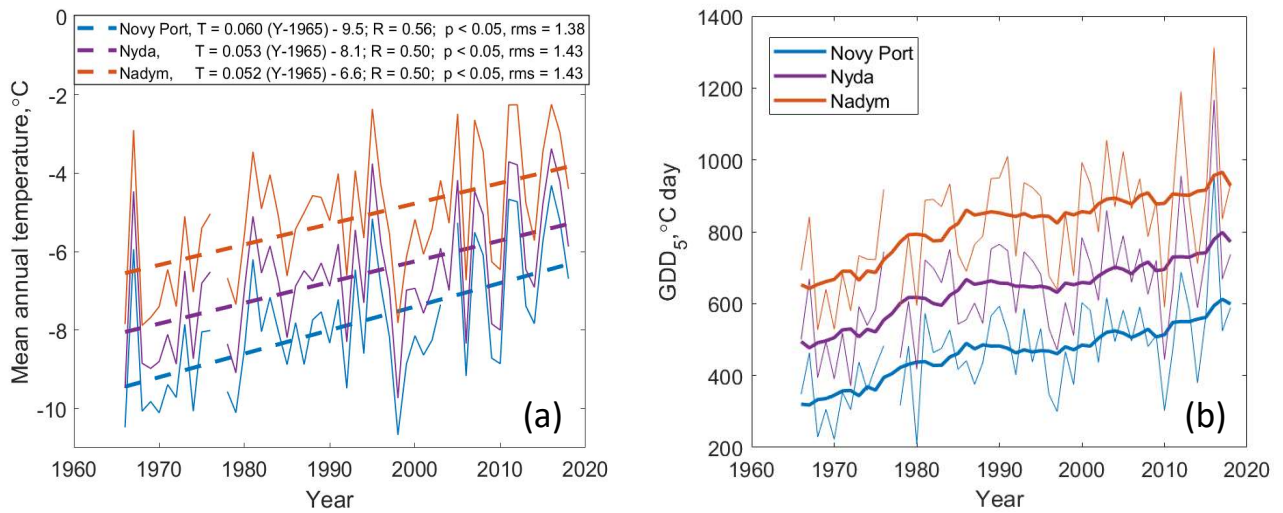 0
-2
-4
-6
-8
-10
Mean annual temperature,°C
Novy Port, T = 0.060 (Y-1965) - 9.5; R = 0.56; p < 0.05, rms = 1.38
Nyda, T = 0.053 (Y-1965) - 8.1; R = 0.50; p < 0.05, rms = 1.43
Nadym, T = 0.052 (Y-1965) - 6.6; R = 0.50; p < 0.05, rms = 1.43
(a)
1960 1970 1980 1990 2000 2010 2020
Year
1400
1200
1000
800
600
400
200
GDD5,°C day
Novy Port
Nyda
Nadym
(b)
1960 1970 1980 1990 2000 2010 2020
Year